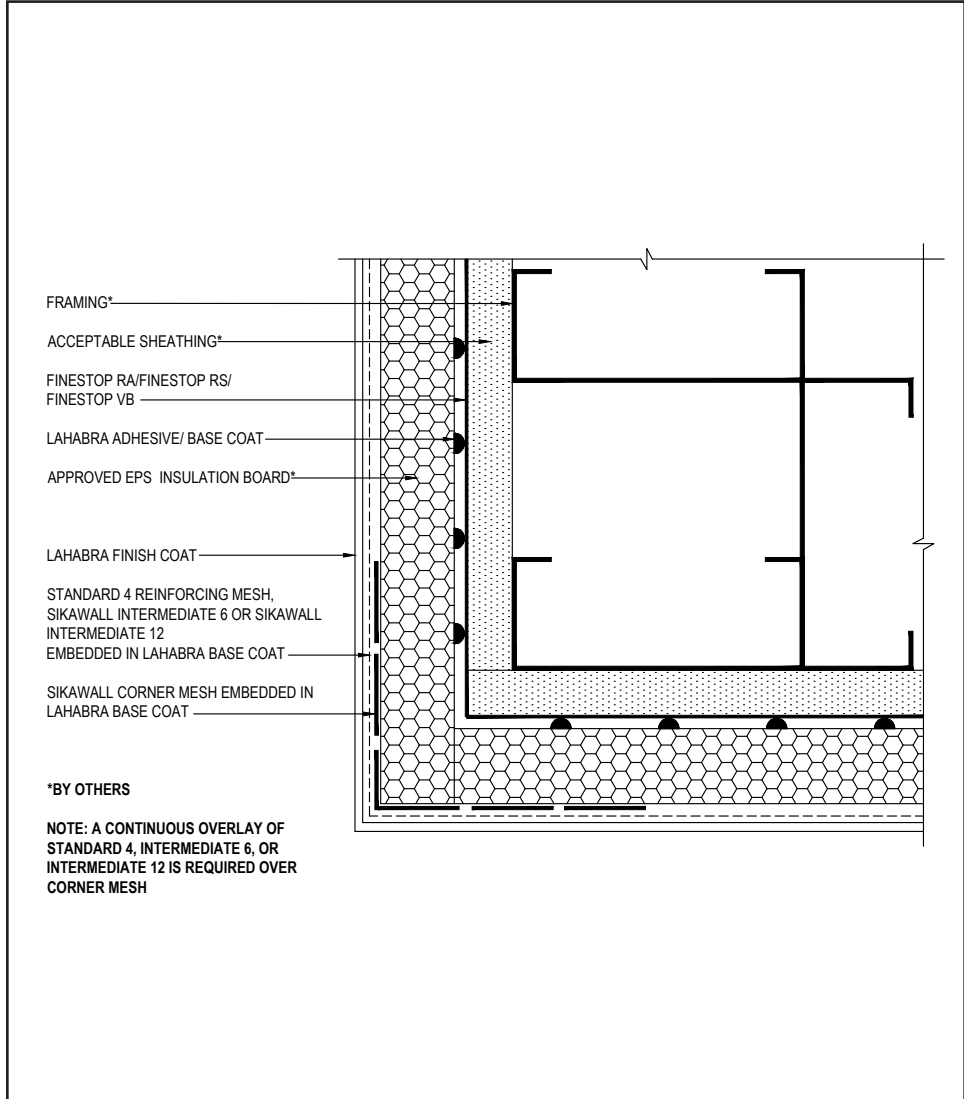 FRAMING*
ACCEPTABLE SHEATHING*
FINESTOP RA/FINESTOP RS/
FINESTOP VB
LAHABRA ADHESIVE/ BASE COAT
APPROVED EPS INSULATION BOARD*
LAHABRA FINISH COAT
STANDARD 4 REINFORCING MESH,
SIKAWALL INTERMEDIATE 6 OR SIKAWALL
INTERMEDIATE 12
EMBEDDED IN LAHABRA BASE COAT
SIKAWALL CORNER MESH EMBEDDED IN
LAHABRA BASE COAT
*BY OTHERS
NOTE: A CONTINUOUS OVERLAY OF
STANDARD 4, INTERMEDIATE 6, OR
INTERMEDIATE 12 IS REQUIRED OVER
CORNER MESH